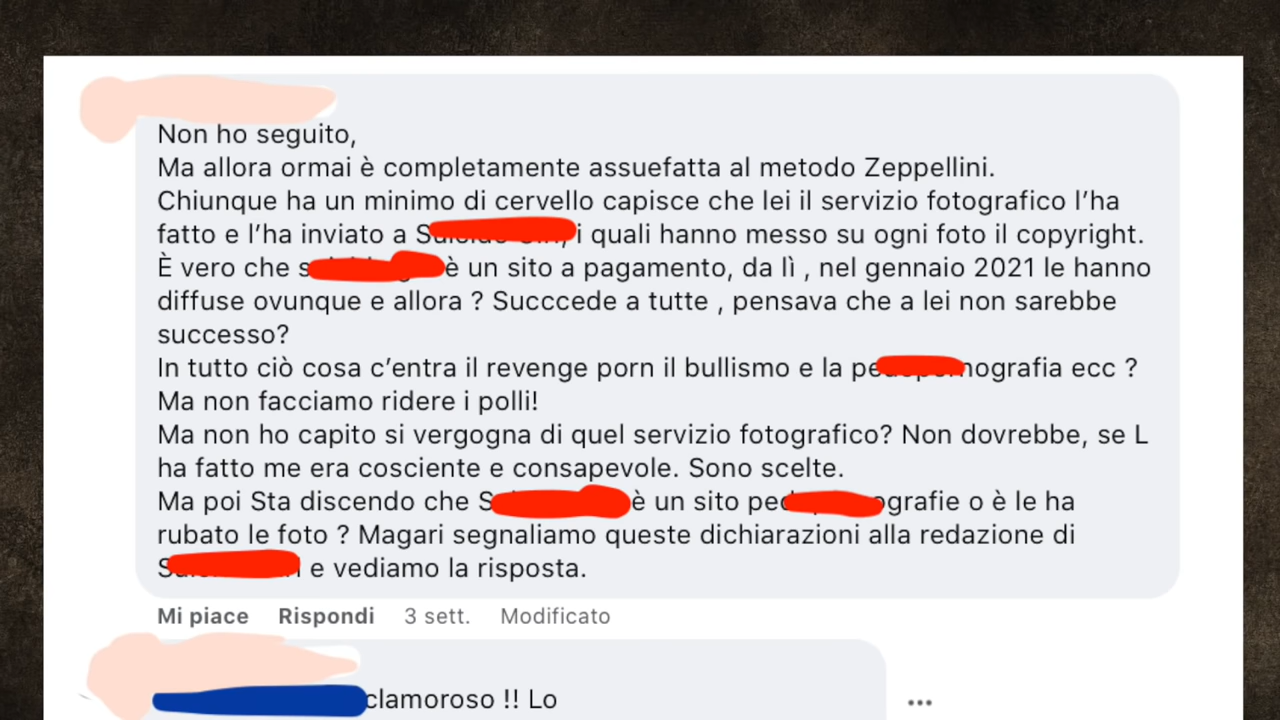 Non ho seguito,
Ma allora ormai è completamente assuefatta al metodo Zeppellini.
Chiunque ha un minimo di cervello capisce che lei il servizio fotografico l’ha
fatto e l’ha inviato a i quali hanno messo su ogni foto il copyright.
È vero che è un sito a pagamento, da lì , nel gennaio 2021 le hanno
diffuse ovunque e allora ? Succcede a tutte , pensava che a lei non sarebbe
successo?
In tutto ciò cosa c’entra il revenge porn il bullismo e la ecc ?
Ma non facciamo ridere i polli!
Ma non ho capito si vergogna di quel servizio fotografico? Non dovrebbe, se L
ha fatto me era cosciente e consapevole. Sono scelte.
Ma poi Sta discendo che è un sito o è le ha
rubato le foto ? Magari segnaliamo queste dichiarazioni alla redazione di
e vediamo la risposta.
Mi piace Rispondi 3 sett. Modificato
clamoroso !! Lo